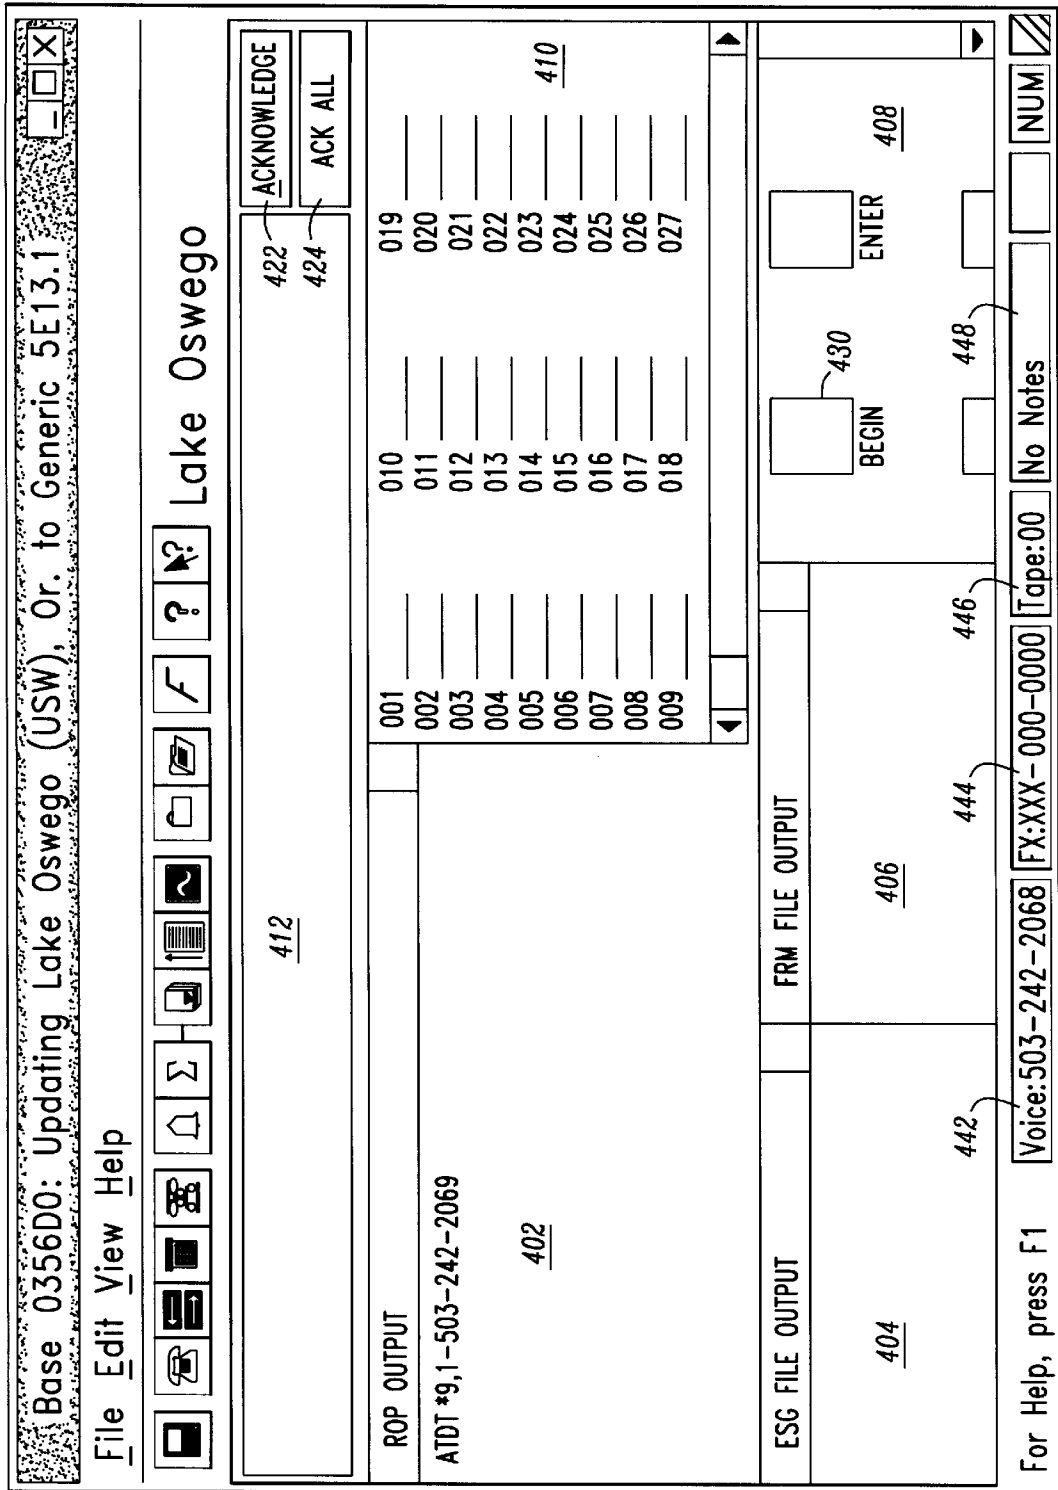 Base 0356D0: Updating Lake Oswego (USW), Or. to Generic 5E13.1
File Edit View Help
Σ
? ?
Lake Oswego
412
422
ACKNOWLEDGE
424
ACK ALL
ROP OUTPUT
ATDT *9,1-503-242-2069
402
001 010 019
002 011 020
003 012 021
004 013 022
005 014 023
006 015 024
007 016 025
008 017 026
009 018 027
410
ESG FILE OUTPUT
404
FRM FILE OUTPUT
406
430
BEGIN
ENTER
408
442
444
446
448
For Help, press F1
Voice:503-242-2068
FX:XXX-000-0000
Tape:00
No Notes
NUM